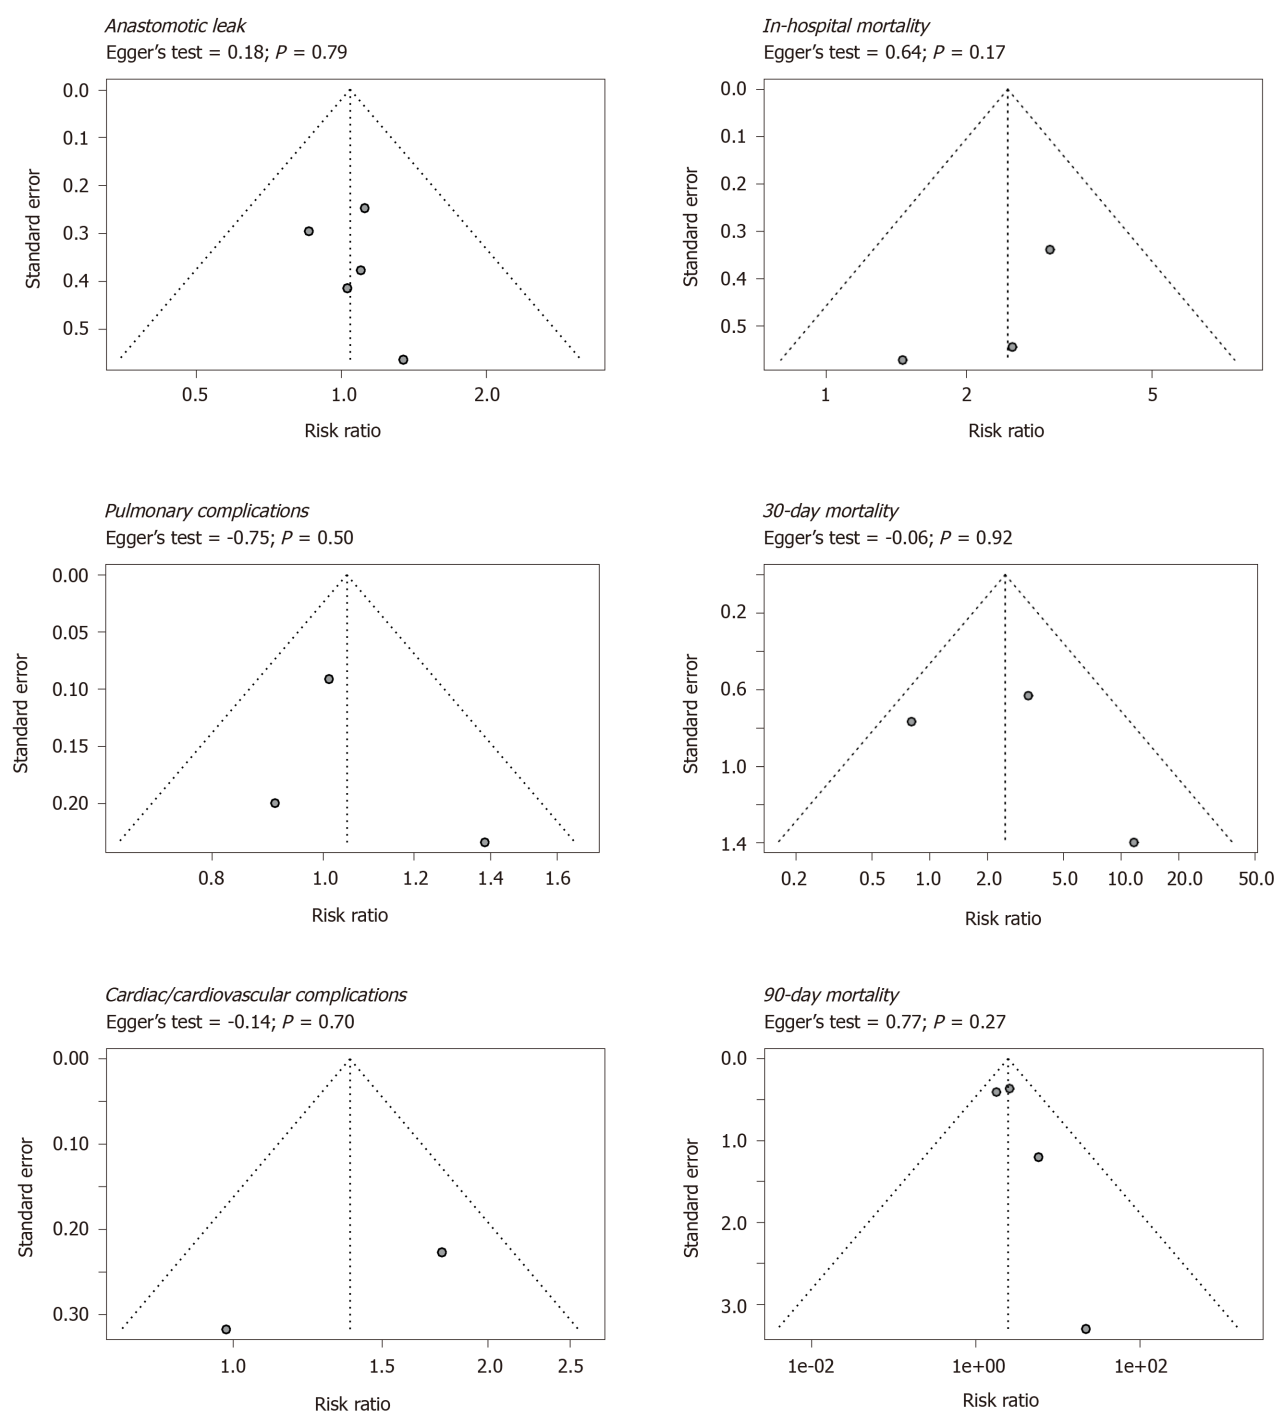 Anastomotic leak
Egger's test = 0.18; P = 0.79
0.0
0.1
0.2
0.3
0.4
0.5
Standard error
0.5 1.0 2.0
Risk ratio
In-hospital mortality
Egger's test = 0.64; P = 0.17
0.0
0.1
0.2
0.3
0.4
0.5
Standard error
1 2 5
Risk ratio
Pulmonary complications
Egger's test = -0.75; P = 0.50
0.00
0.05
0.10
0.15
0.20
Standard error
0.8 1.0 1.2 1.4 1.6
Risk ratio
30-day mortality
Egger's test = -0.06; P = 0.92
0.2
0.6
1.0
1.4
Standard error
0.2 0.5 1.0 2.0 5.0 10.0 20.0 50.0
Risk ratio
Cardiac/cardiovascular complications
Egger's test = -0.14; P = 0.70
0.00
0.10
0.20
0.30
Standard error
1.0 1.5 2.0 2.5
Risk ratio
90-day mortality
Egger's test = 0.77; P = 0.27
0.0
1.0
2.0
3.0
Standard error
1e-02 1e+00 1e+02
Risk ratio